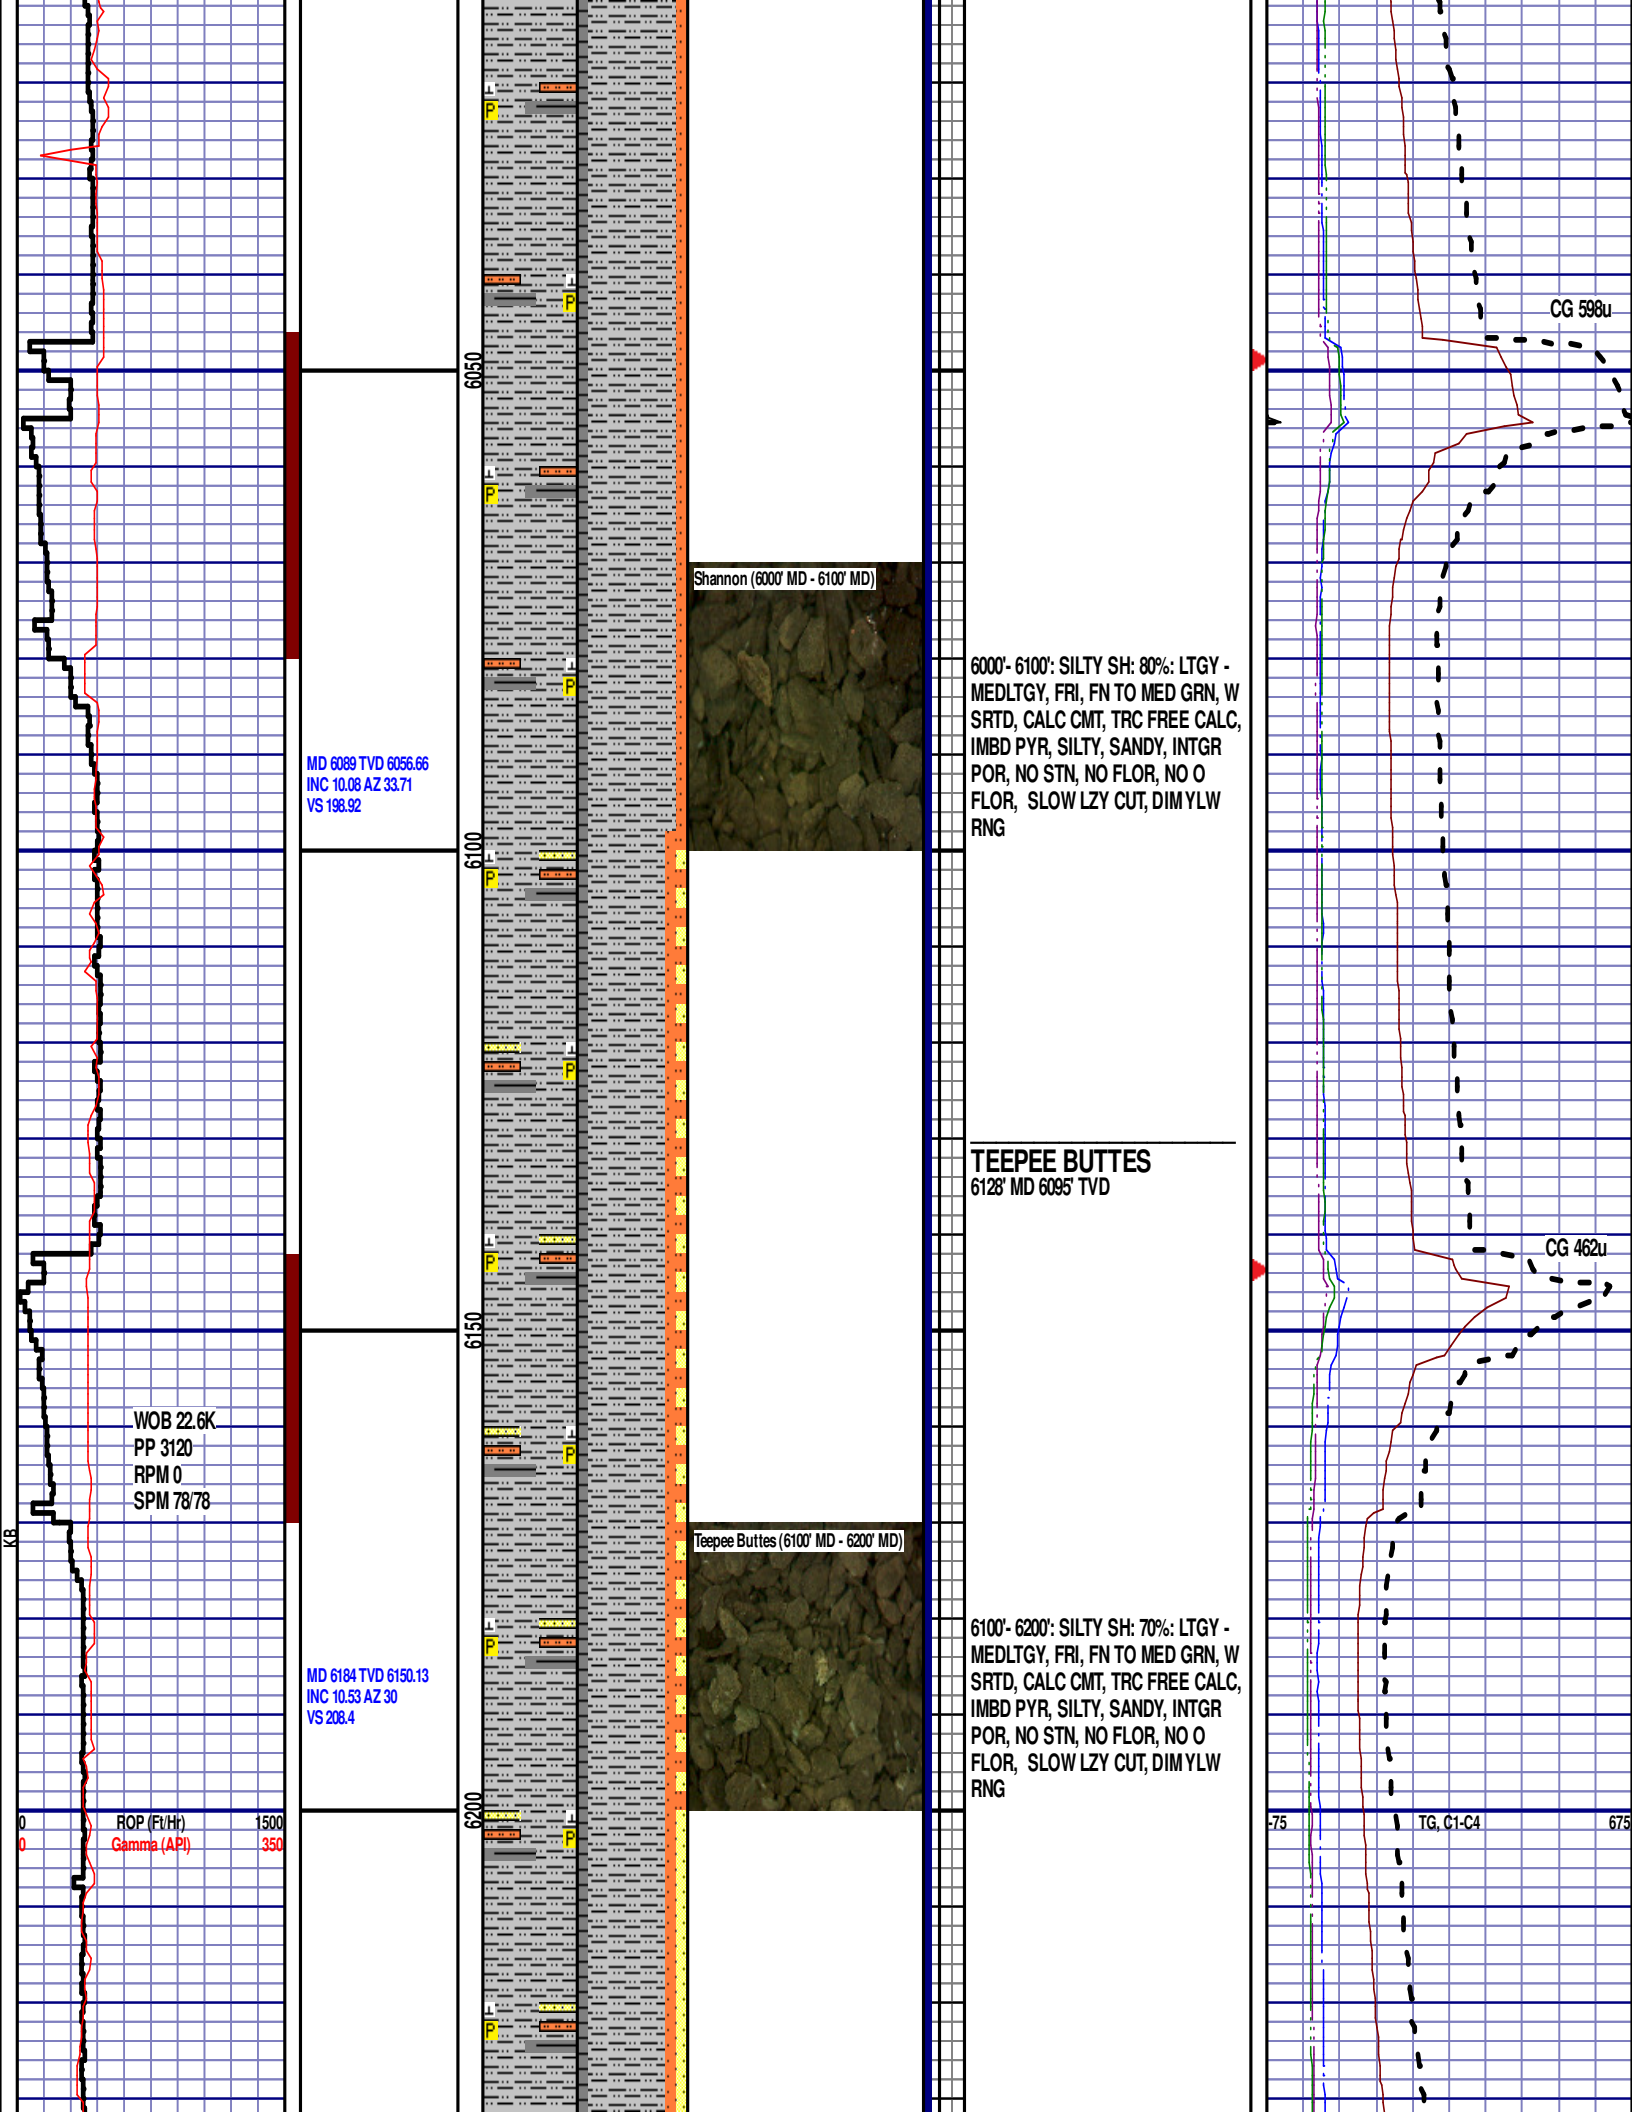 CG 598u
6050
Shannon (6000' MD - 6100' MD)
6000'- 6100': SILTY SH: 80%: LTGY -
MEDLTGY, FRI, FN TO MED GRN, W
SRTD, CALC CMT, TRC FREE CALC,
IMBD PYR, SILTY, SANDY, INTGR
POR, NO STN, NO FLOR, NO O
FLOR, SLOW LZY CUT, DIM YLW
RNG
MD 6089 TVD 6056.66
INC 10.08 AZ 33.71
VS 198.92
6100
TEEPEE BUTTES
6128' MD 6095' TVD
CG 462u
6150
WOB 22.6K
PP 3120
RPM 0
SPM 78/78
KB
Teepee Buttes (6100' MD - 6200' MD)
6100'- 6200': SILTY SH: 70%: LTGY -
MEDLTGY, FRI, FN TO MED GRN, W
SRTD, CALC CMT, TRC FREE CALC,
IMBD PYR, SILTY, SANDY, INTGR
POR, NO STN, NO FLOR, NO O
FLOR, SLOW LZY CUT, DIM YLW
RNG
MD 6184 TVD 6150.13
INC 10.53 AZ 30
VS 208.4
6200
0 ROP (Ft/Hr) 1500
0 Gamma (API) 350
-75 TG, C1-C4 675
P
P
P
P
P
P
P
P
P
P
P